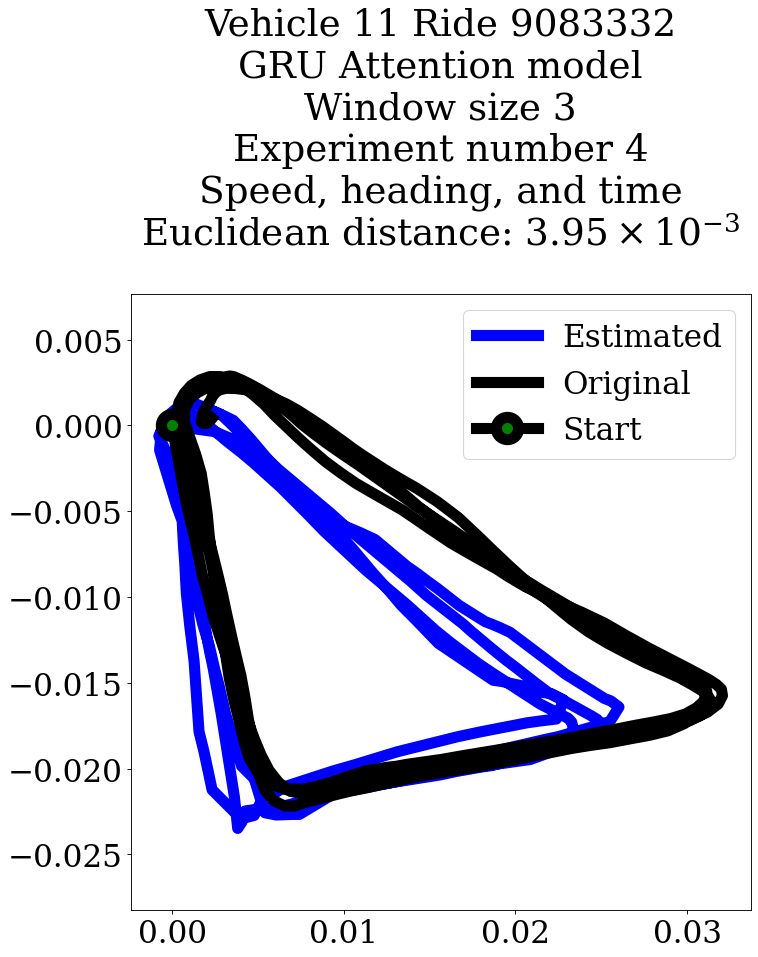 Vehicle 11 Ride 9083332
GRU Attention model
Window size 3
Experiment number 4
Speed, heading, and time
Euclidean distance: 3.95 × 10⁻³
Estimated
Original
Start
0.005
0.000
−0.005
−0.010
−0.015
−0.020
−0.025
0.00 0.01 0.02 0.03